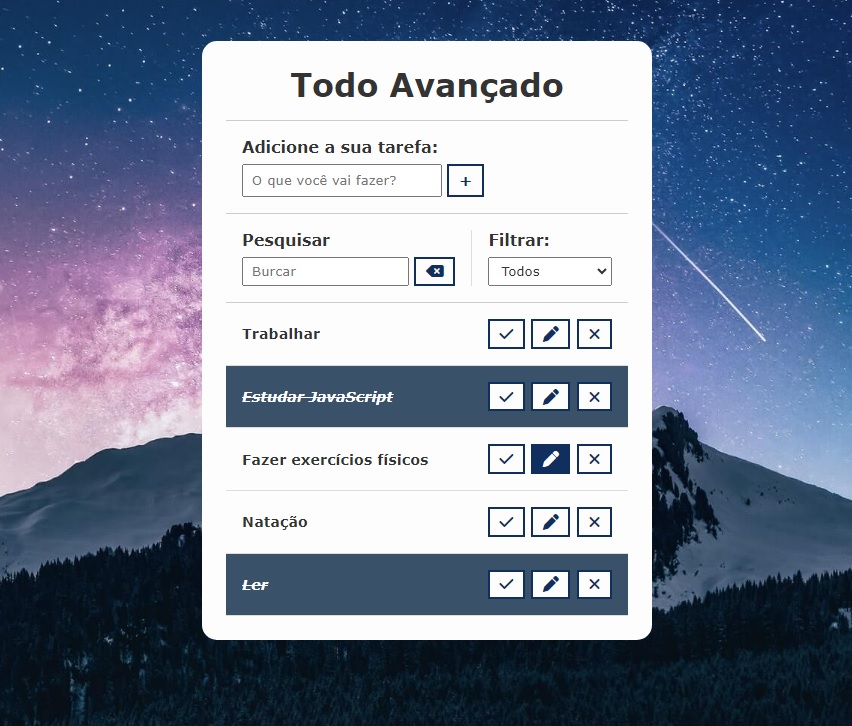 Todo Avançado
Adicione a sua tarefa:
O que você vai fazer?
Pesquisar
Burcar
Filtrar:
Todos
Trabalhar
Estudar JavaScript
Fazer exercícios físicos
Natação
Ler